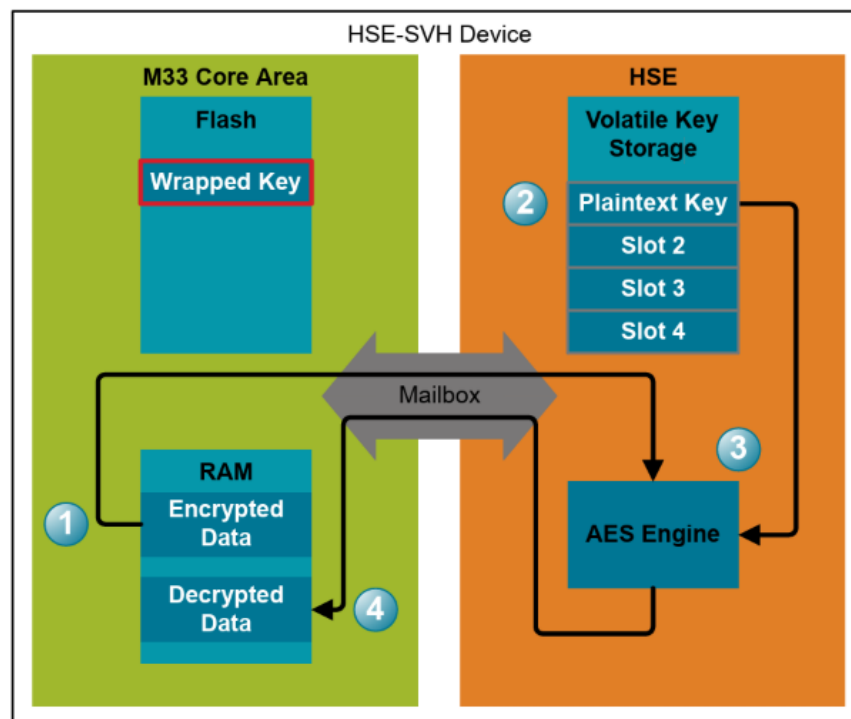 HSE-SVH Device
M33 Core Area
Flash
Wrapped Key
HSE
Volatile Key
Storage
2
Plaintext Key
Slot 2
Slot 3
Slot 4
Mailbox
3
RAM
1
Encrypted
Data
AES Engine
Decrypted
Data
4